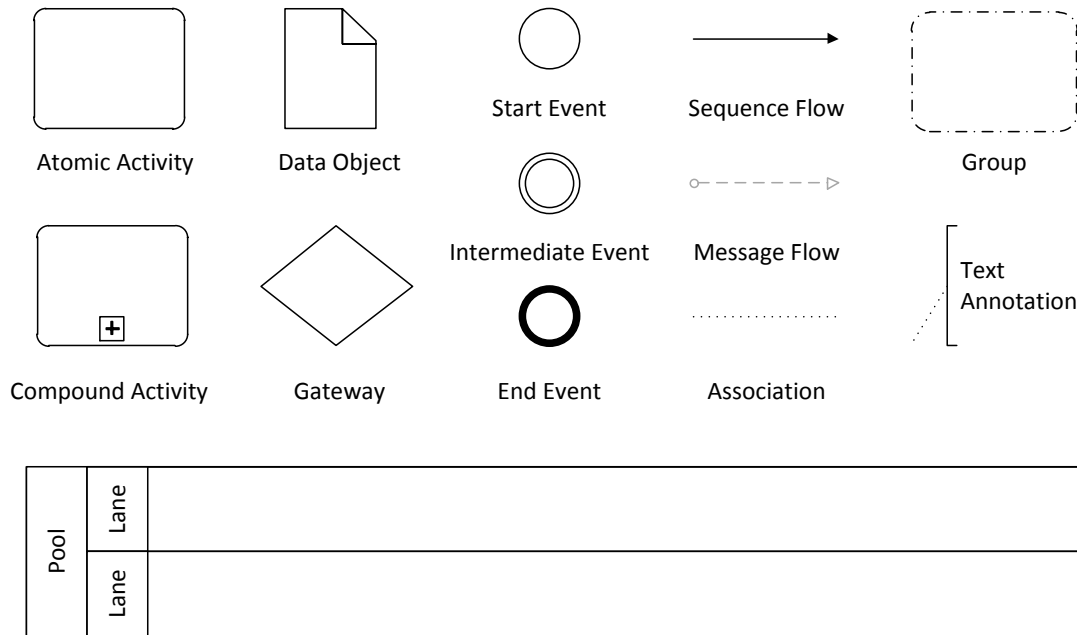 Start Event
Sequence Flow
Atomic Activity
Data Object
Group
Intermediate Event
Message Flow
Text
Annotation
Compound Activity
Gateway
End Event
Association
Pool
Lane
Lane